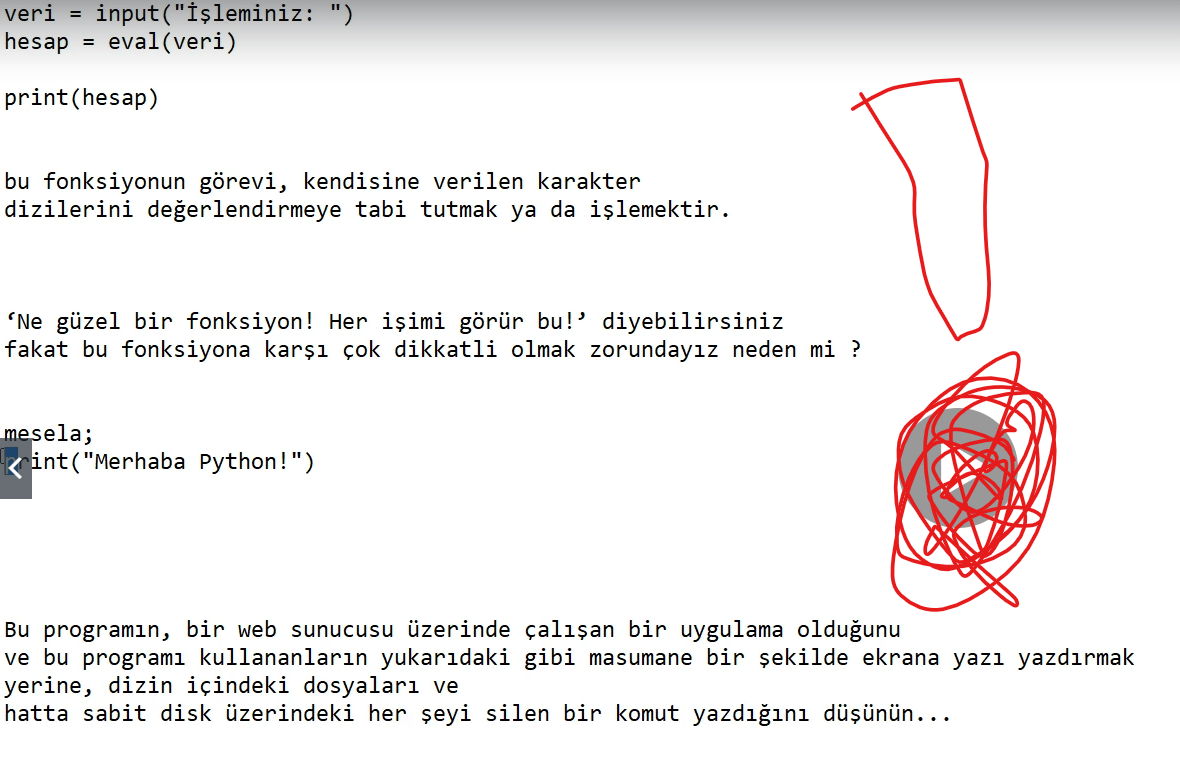 veri = input("İşleminiz: ")
hesap = eval(veri)
print(hesap)
bu fonksiyonun görevi, kendisine verilen karakter
dizilerini değerlendirmeye tabi tutmak ya da işlemektir.
‘Ne güzel bir fonksiyon! Her işimi görür bu!’ diyebilirsiniz
fakat bu fonksiyona karşı çok dikkatli olmak zorundayız neden mi ?
mesela;
print("Merhaba Python!")
Bu programın, bir web sunucusu üzerinde çalışan bir uygulama olduğunu
ve bu programı kullananların yukarıdaki gibi masumane bir şekilde ekrana yazı yazdırmak
yerine, dizin içindeki dosyaları ve
hatta sabit disk üzerindeki her şeyi silen bir komut yazdığını düşünün...